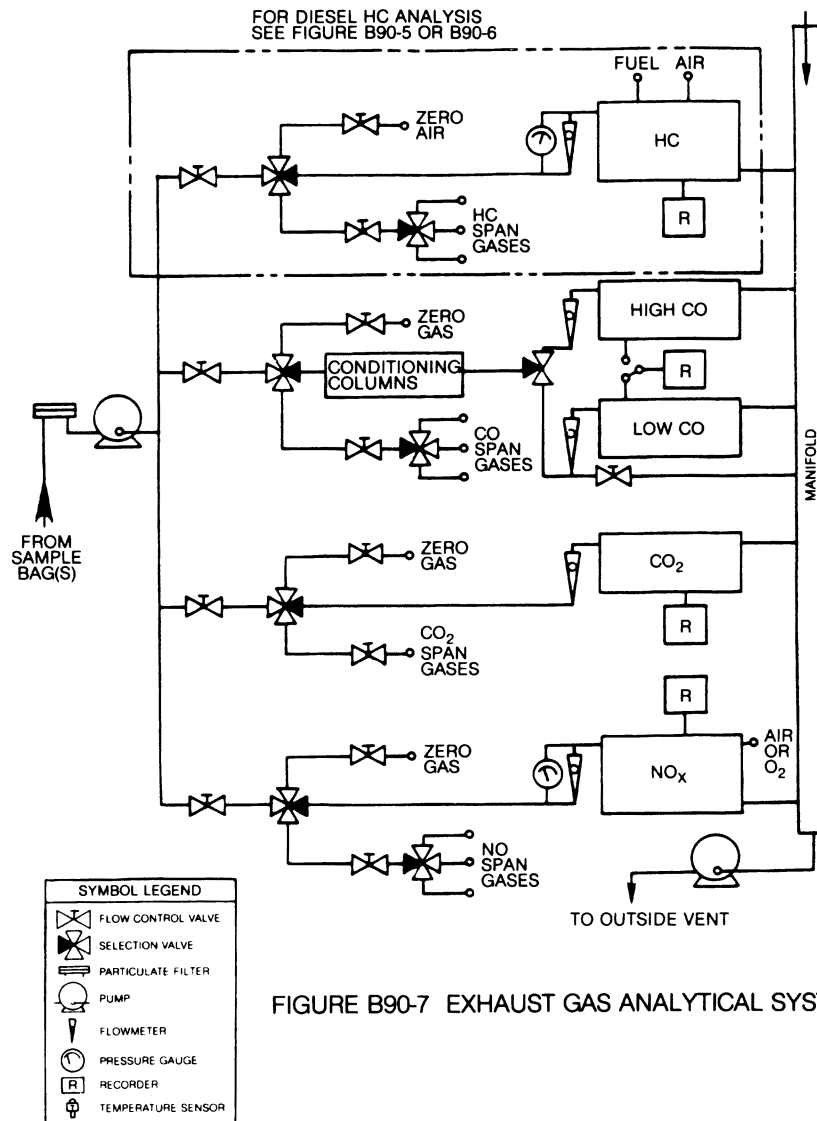 FOR DIESEL HC ANALYSIS
SEE FIGURE B90-5 OR B90-6
FUEL AIR
ZERO
AIR
HC
HC
SPAN
GASES
R
ZERO
GAS
HIGH CO
CONDITIONING
COLUMNS
R
CO
SPAN
GASES
LOW CO
MANIFOLD
FROM
SAMPLE
BAG(S)
ZERO
GAS
CO2
CO2
SPAN
GASES
R
R
ZERO
GAS
NOX
AIR
OR
O2
NO
SPAN
GASES
TO OUTSIDE VENT
SYMBOL LEGEND
FLOW CONTROL VALVE
SELECTION VALVE
PARTICULATE FILTER
PUMP
FLOWMETER
PRESSURE GAUGE
R RECORDER
T TEMPERATURE SENSOR
FIGURE B90-7 EXHAUST GAS ANALYTICAL SYST